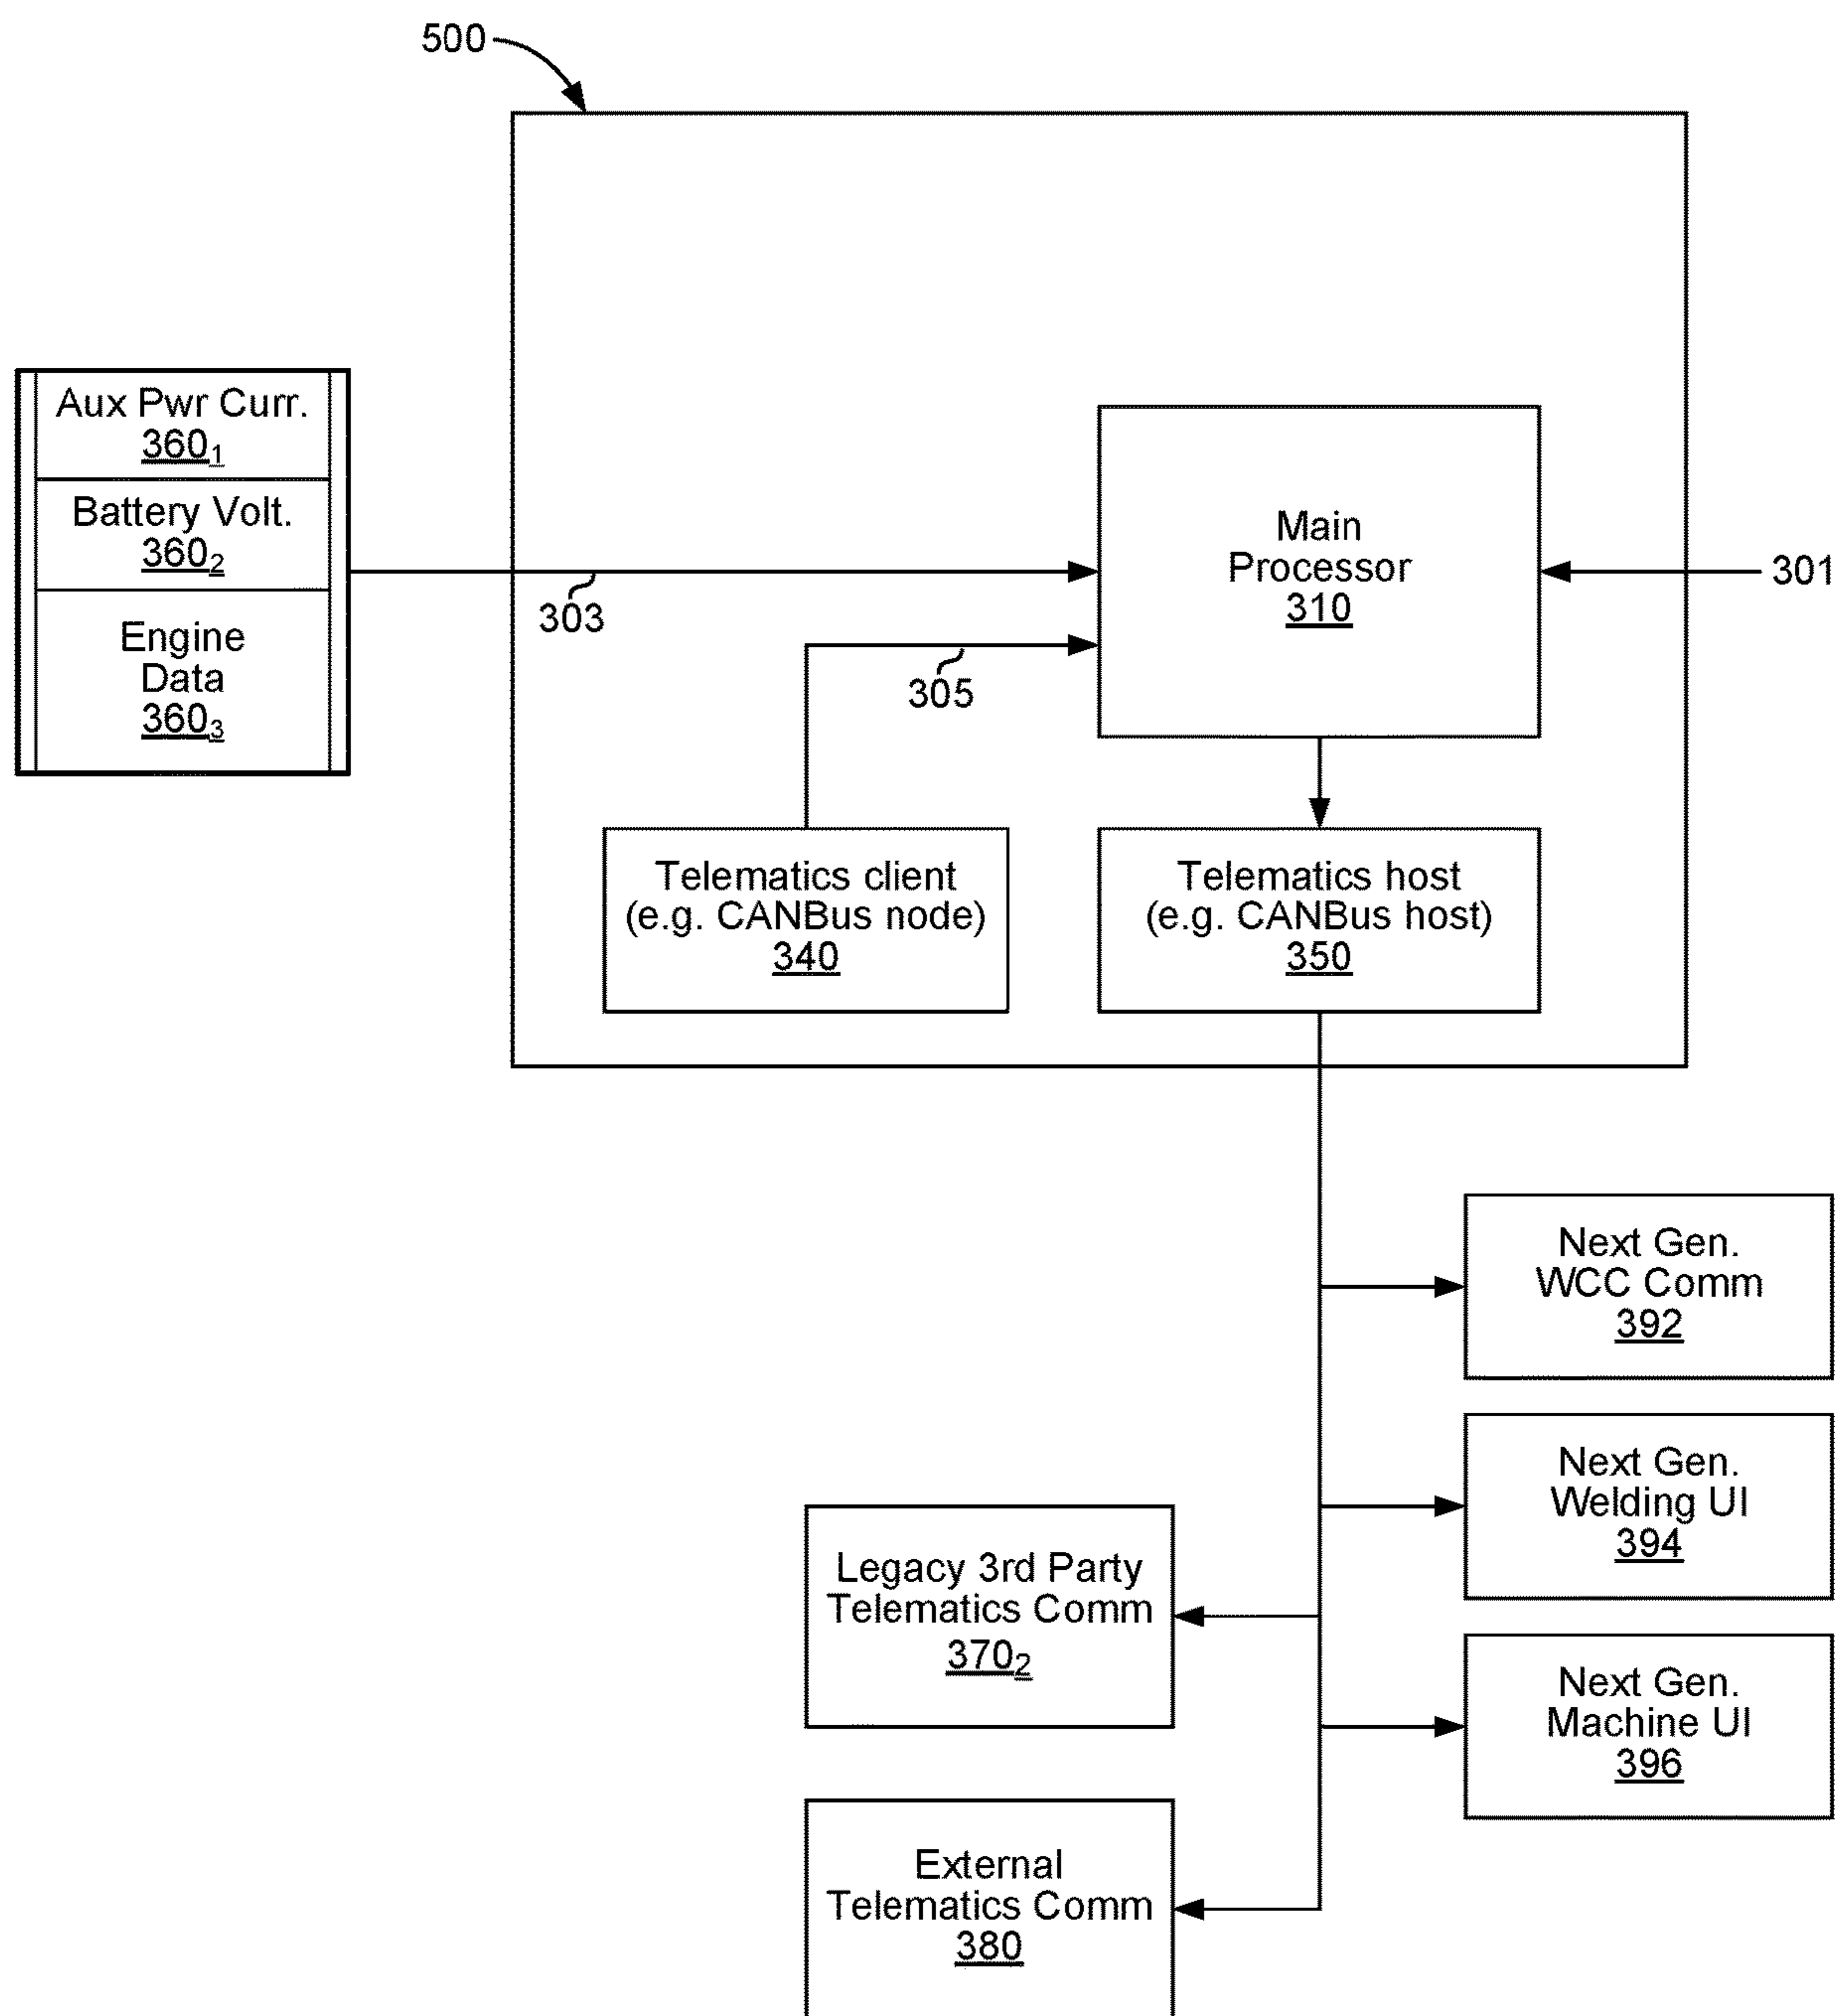 500
Aux Pwr Curr.
360₁
Battery Volt.
360₂
Engine
Data
360₃
303
305
Main
Processor
310
301
Telematics client
(e.g. CANBus node)
340
Telematics host
(e.g. CANBus host)
350
Next Gen.
WCC Comm
392
Next Gen.
Welding UI
394
Legacy 3rd Party
Telematics Comm
370₂
Next Gen.
Machine UI
396
External
Telematics Comm
380